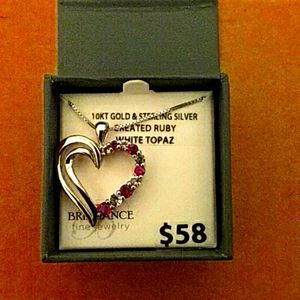 10KT GOLD & STERLING SILVER
CREATED RUBY
WHITE TOPAZ
BRILLIANCE
fine jewelry
$58